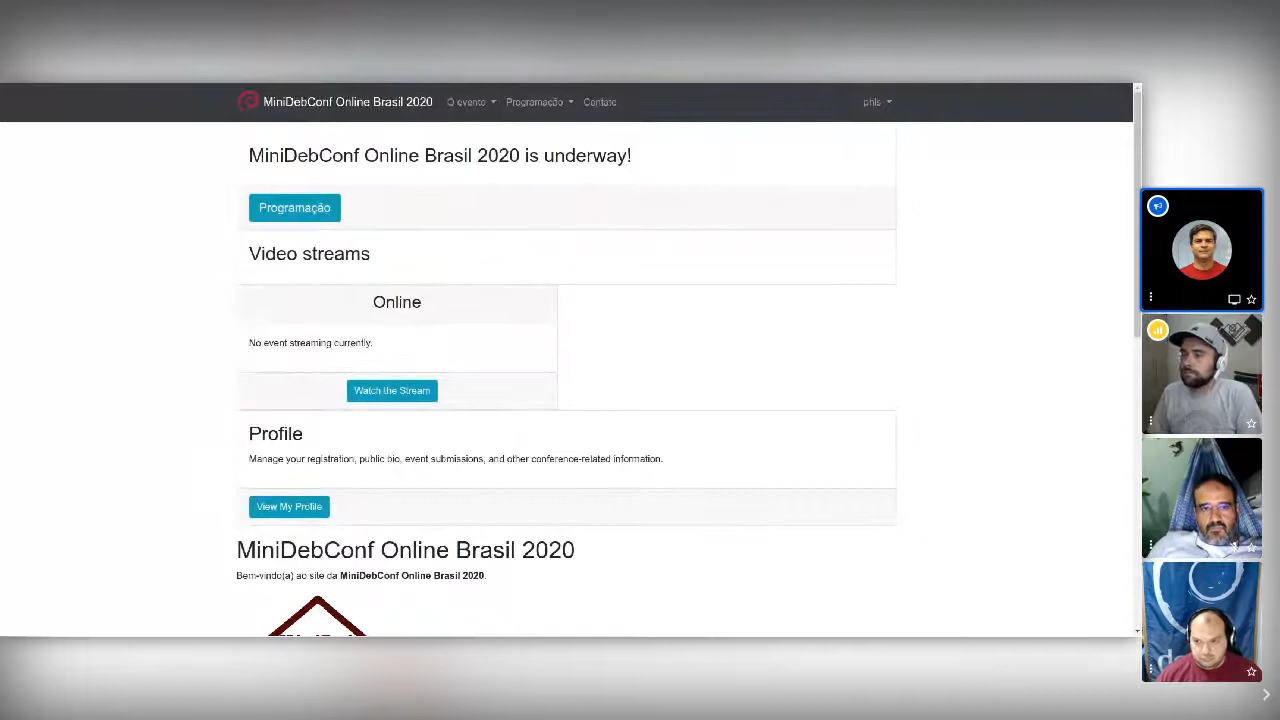 MiniDebConf Online Brasil 2020 O evento Programação Contato phls
MiniDebConf Online Brasil 2020 is underway!
Programação
Video streams
Online
No event streaming currently.
Watch the Stream
Profile
Manage your registration, public bio, event submissions, and other conference-related information.
View My Profile
MiniDebConf Online Brasil 2020
Bem-vindo(a) ao site da MiniDebConf Online Brasil 2020.